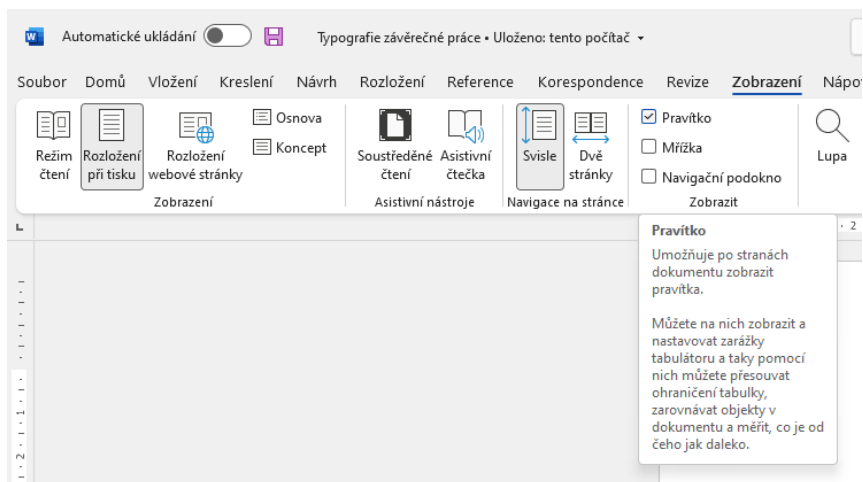 Automatické ukládání
Typografie závěrečné práce • Uloženo: tento počítač
Soubor Domů Vložení Kreslení Návrh Rozložení Reference Korespondence Revize Zobrazení Nápo
Režim čtení
Rozložení při tisku
Rozložení webové stránky
Osnova
Koncept
Zobrazení
Soustředěné čtení
Asistivní čtečka
Asistivní nástroje
Svisle
Dvě stránky
Navigace na stránce
Pravítko
Mřížka
Navigační podokno
Zobrazit
Lupa
L
2
Pravítko
Umožňuje po stranách
dokumentu zobrazit
pravítka.
Můžete na nich zobrazit a
nastavovat zarážky
tabulátoru a taky pomocí
nich můžete přesouvat
ohraničení tabulky,
zarovnávat objekty v
dokumentu a měřit, co je od
čeho jak daleko.
1
2